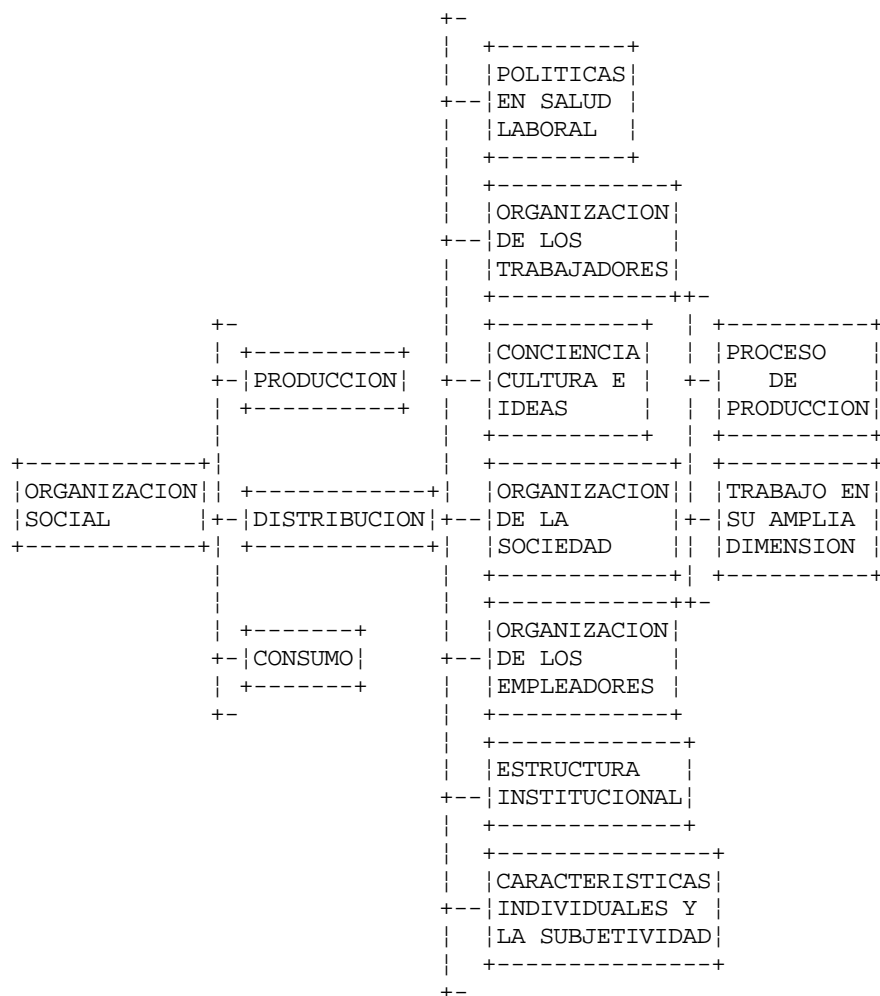 POLITICAS
EN SALUD
LABORAL
ORGANIZACION
DE LOS
TRABAJADORES
PRODUCCION
CONCIENCIA
CULTURA E
IDEAS
PROCESO
DE
PRODUCCION
ORGANIZACION
SOCIAL
DISTRIBUCION
ORGANIZACION
DE LA
SOCIEDAD
TRABAJO EN
SU AMPLIA
DIMENSION
CONSUMO
ORGANIZACION
DE LOS
EMPLEADORES
ESTRUCTURA
INSTITUCIONAL
CARACTERISTICAS
INDIVIDUALES Y
LA SUBJETIVIDAD